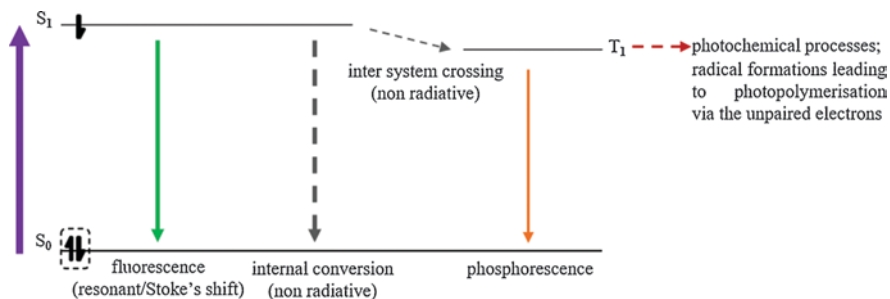 S1
T1
photochemical processes;
radical formations leading
to photopolymerisation
via the unpaired electrons
inter system crossing
(non radiative)
S0
fluorescence
(resonant/Stoke's shift)
internal conversion
(non radiative)
phosphorescence